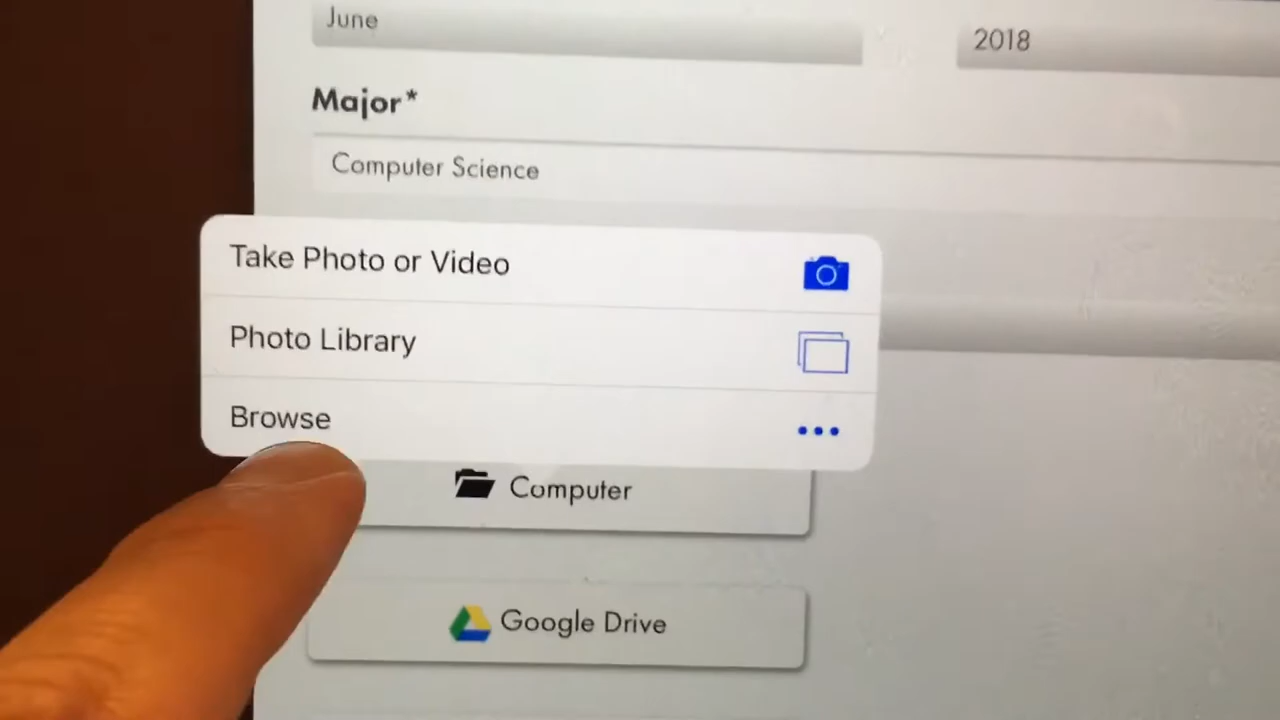 June
2018
Major*
Computer Science
Take Photo or Video
Photo Library
Browse
Computer
Google Drive